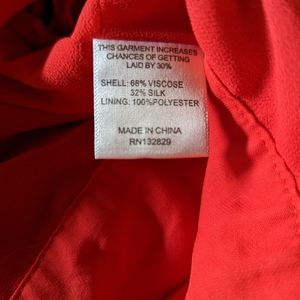 THIS GARMENT INCREASES
CHANCES OF GETTING
LAID BY 30%
SHELL: 68% VISCOSE
32% SILK
LINING: 100%POLYESTER
MADE IN CHINA
RN132829